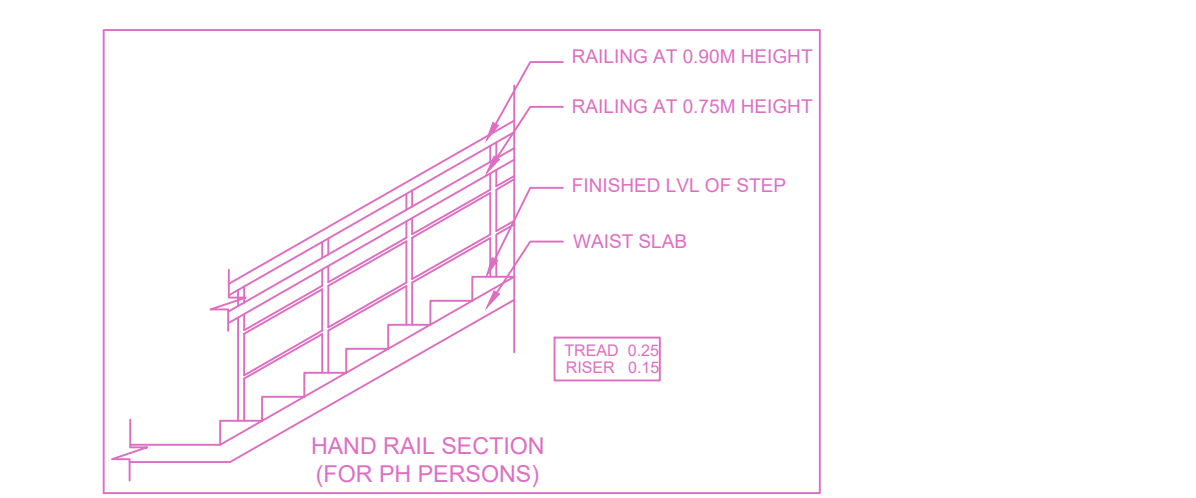 RAILING AT 0.90M HEIGHT
RAILING AT 0.75M HEIGHT
FINISHED LVL OF STEP
WAIST SLAB
TREAD 0.25
RISER 0.15
HAND RAIL SECTION
(FOR PH PERSONS)